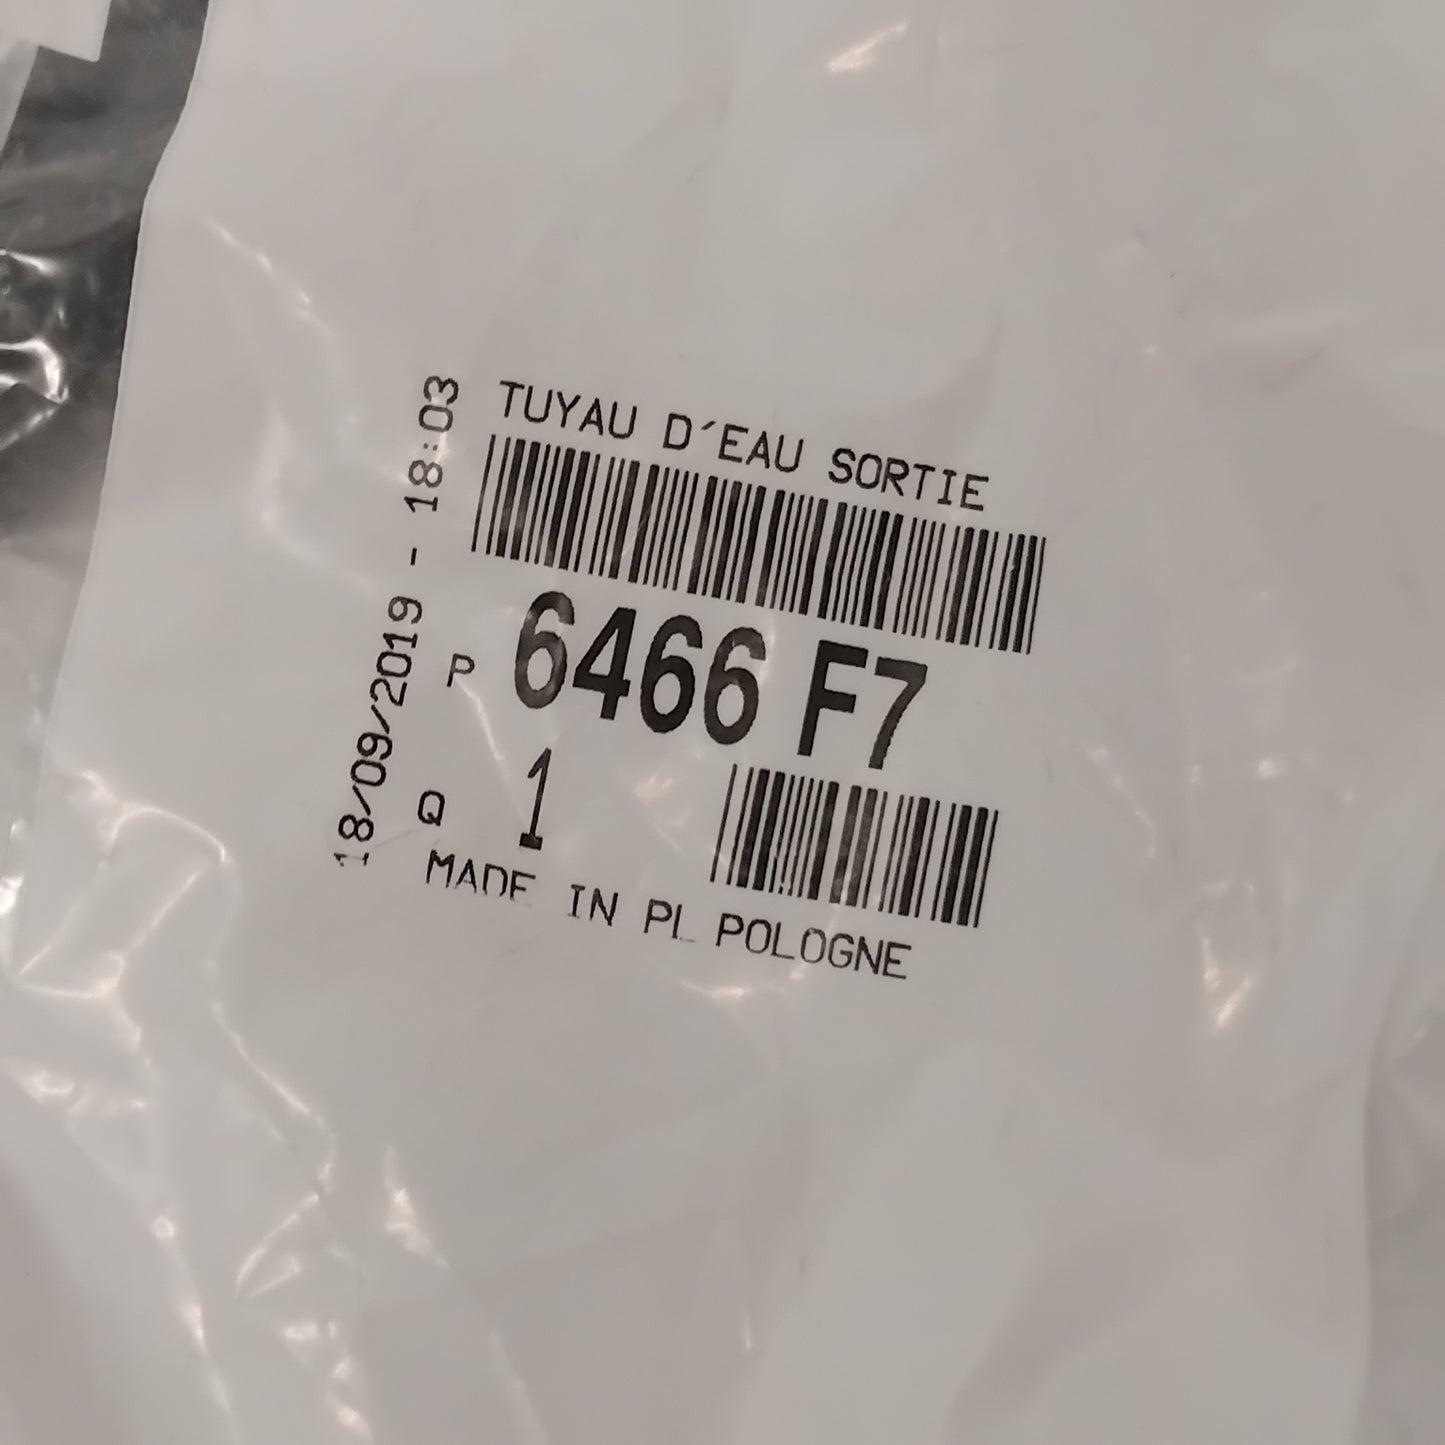 TUYAU D'EAU SORTIE
P 6466 F7
Q 1
MADE IN PL POLOGNE
18/09/2019 - 18:03